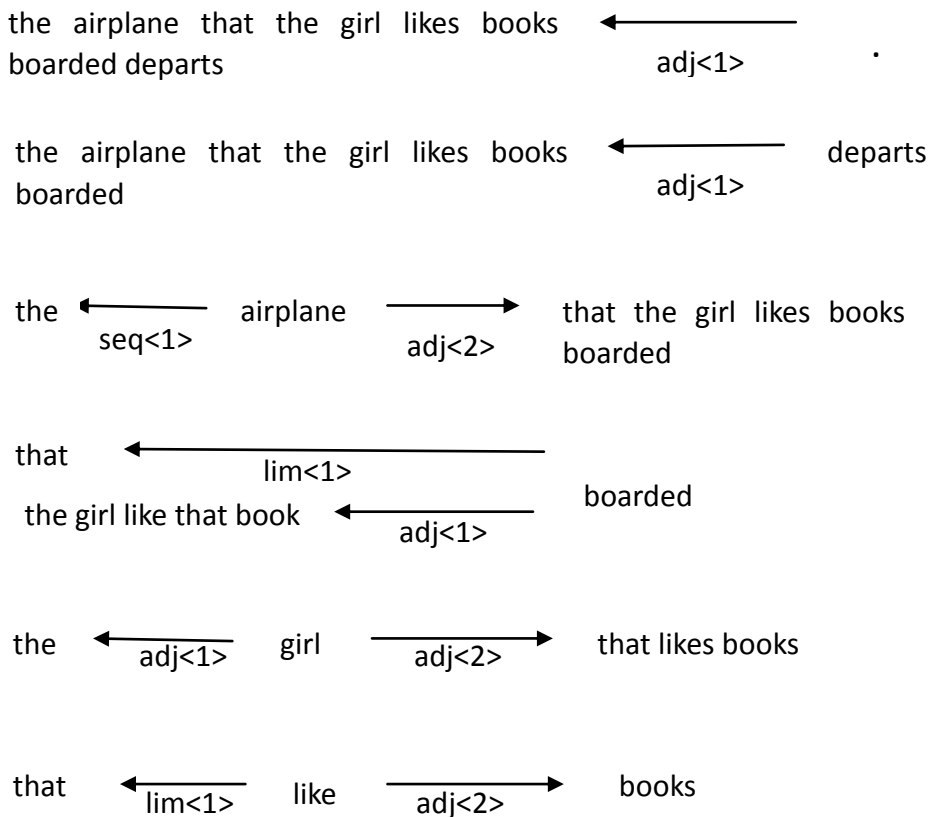 the airplane that the girl likes books
boarded departs
adj<1>
.
the airplane that the girl likes books
boarded
adj<1>
departs
the
seq<1>
airplane
adj<2>
that the girl likes books
boarded
that
lim<1>
boarded
the girl like that book
adj<1>
the
adj<1>
girl
adj<2>
that likes books
that
lim<1>
like
adj<2>
books